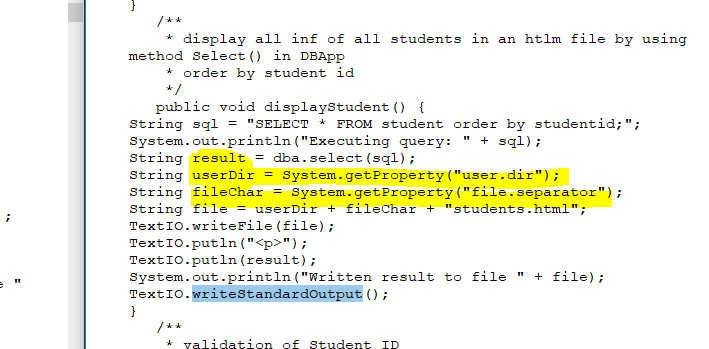 }
/**
* display all inf of all students in an htlm file by using
method Select() in DBApp
* order by student id
*/
public void displayStudent() {
String sql = "SELECT * FROM student order by studentid;";
System.out.println("Executing query: " + sql);
String result = dba.select(sql);
String userDir = System.getProperty("user.dir");
String fileChar = System.getProperty("file.separator");
String file = userDir + fileChar + "students.html";
;
TextIO.writeFile(file);
TextIO.putln("<p>");
TextIO.putln(result);
System.out.println("Written result to file " + file);
e "
TextIO.writeStandardOutput();
}
/**
* validation of Student ID